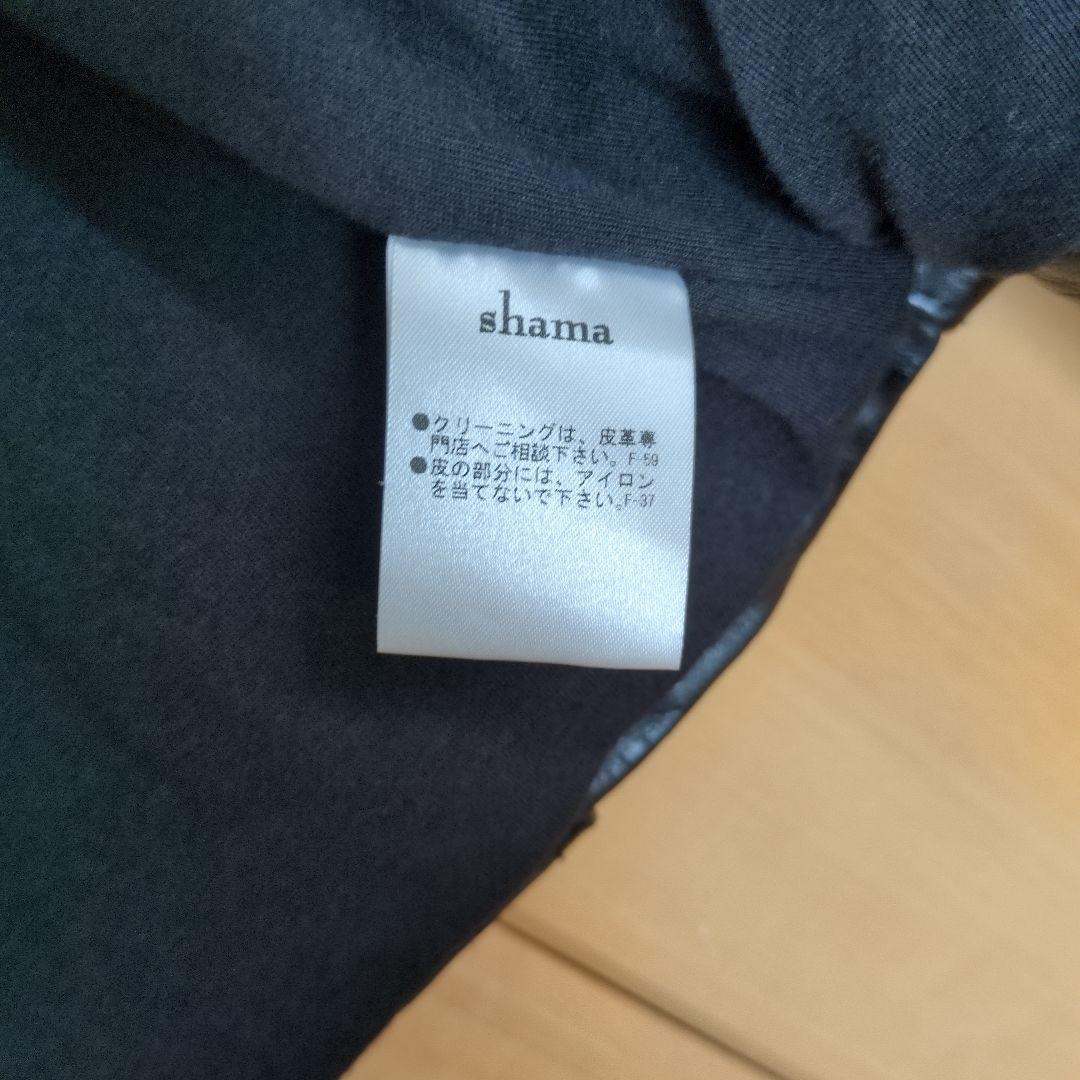 shama
●クリーニングは、皮革専
門店へご相談下さい。F-59
●皮の部分には、アイロン
を当てないで下さい。F-37